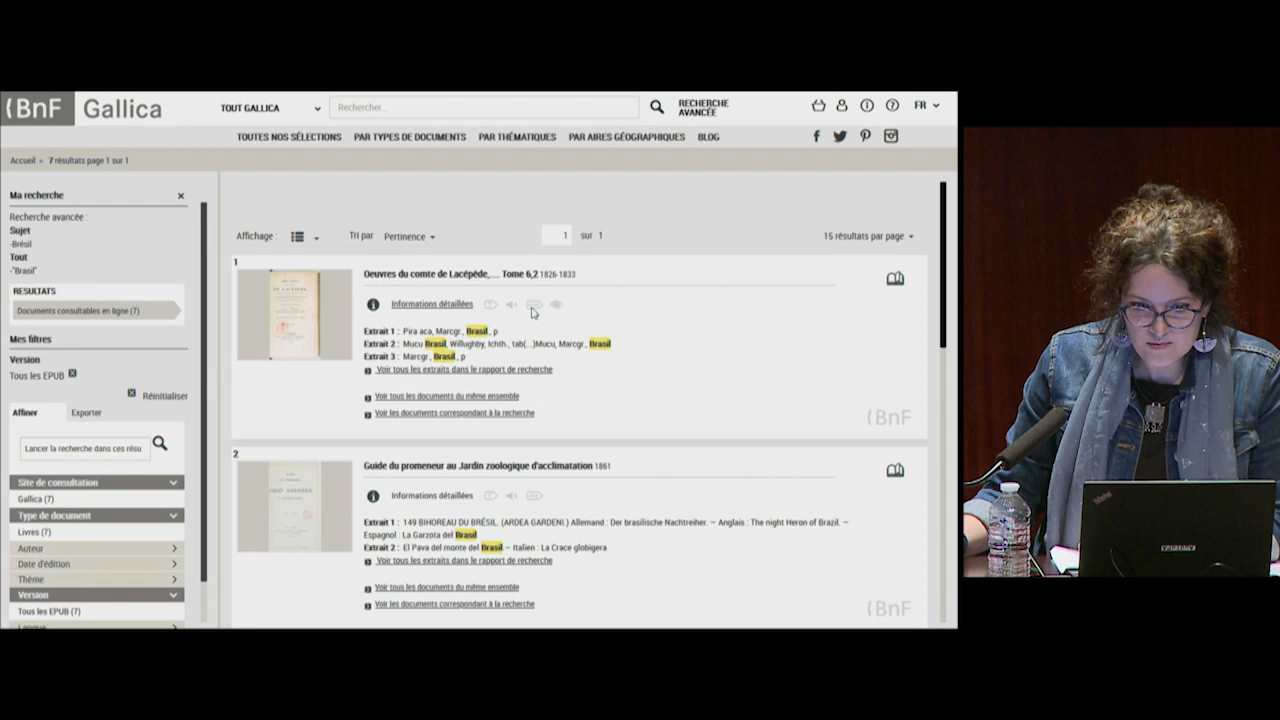 BnF Gallica
TOUT GALLICA
Rechercher...
RECHERCHE AVANCÉE
FR
TOUTES NOS SÉLECTIONS PAR TYPES DE DOCUMENTS PAR THÉMATIQUES PAR AIRES GÉOGRAPHIQUES BLOG
Accueil > 7 résultats page 1 sur 1
Ma recherche ×
Recherche avancée :
Sujet
-Brésil
Tout
-"Brasil"
RESULTATS
Documents consultables en ligne (7)
Mes filtres
Version
Tous les EPUB
Réinitialiser
Affiner Exporter
Lancer la recherche dans ces résu
Site de consultation
Gallica (7)
Type de document
Livres (7)
Auteur
Date d'édition
Thème
Version
Tous les EPUB (7)
Langue
Affichage : Tri par Pertinence 1 sur 1 15 résultats par page
1
Oeuvres du comte de Lacépède,.... Tome 6,2 1826-1833
Informations détaillées
Extrait 1 : Pira aca, Marcgr., Brasil., p
Extrait 2 : Mucu Brasil, Willughby, Ichth., tab(...)Mucu, Marcgr., Brasil
Extrait 3 : Marcgr., Brasil., p
Voir tous les extraits dans le rapport de recherche
Voir tous les documents du même ensemble
Voir les documents correspondant à la recherche
BnF
2
Guide du promeneur au Jardin zoologique d'acclimatation 1861
Informations détaillées
Extrait 1 : 149 BIHOREAU DU BRÉSIL. (ARDEA GARDENI.) Allemand : Der brasilische Nachtreiher. — Anglais : The night Heron of Brazil. —
Espagnol : La Garzota del Brasil
Extrait 2 : El Pava del monte del Brasil — Italien : La Crace globigera
Voir tous les extraits dans le rapport de recherche
Voir tous les documents du même ensemble
Voir les documents correspondant à la recherche
BnF